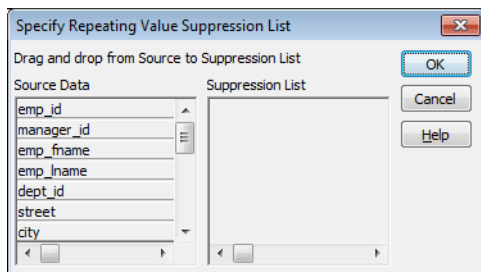 Specify Repeating Value Suppression List
Drag and drop from Source to Suppression List
Source Data
Suppression List
emp_id
manager_id
emp_fname
emp_lname
dept_id
street
city
OK
Cancel
Help